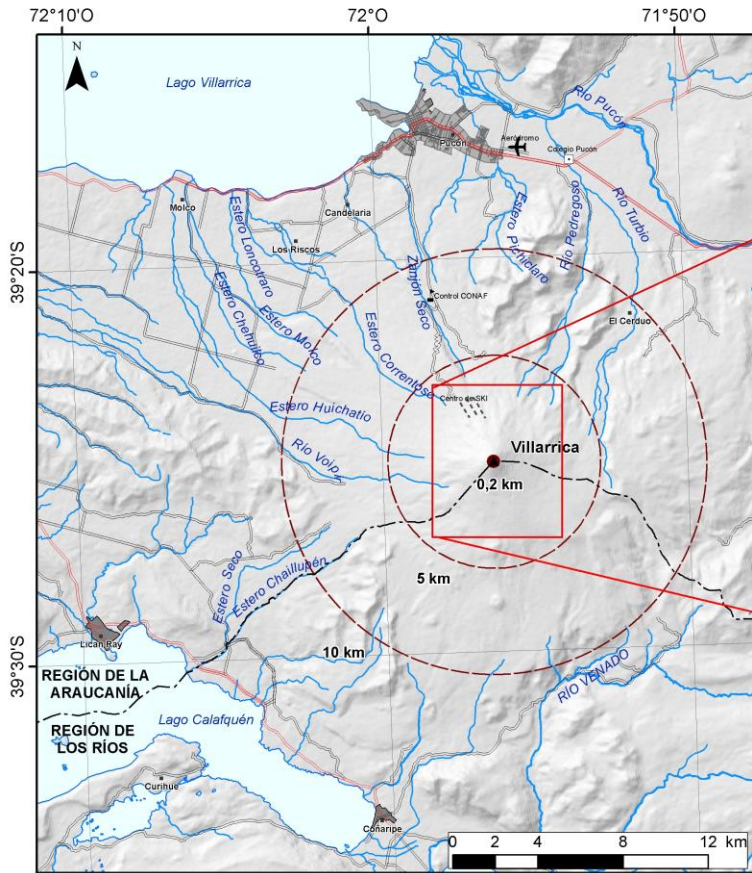 72°10'O
72°O
71°50'O
N
Lago Villarrica
Río Pucón
Aeródromo
Pucón
Colegio Pucón
Molco
Candelaria
Los Riscos
Estero Loncotraro
Estero Pichiclaro
Río Pedregoso
Río Turbio
39°20'S
Zanjón Seco
Control CONAF
El Cerduo
Estero Chehuilco
Estero Molco
Estero Correntoso
Centro de SKI
Estero Huichatio
Villarrica
Río Voipir
0,2 km
5 km
Estero Seco
Estero Chaillupén
10 km
Lican Ray
39°30'S
REGIÓN DE LA
ARAUCANÍA
RÍO VENADO
Lago Calafquén
REGIÓN DE
LOS RÍOS
Curihue
Coñaripe
0 2 4 8 12 km